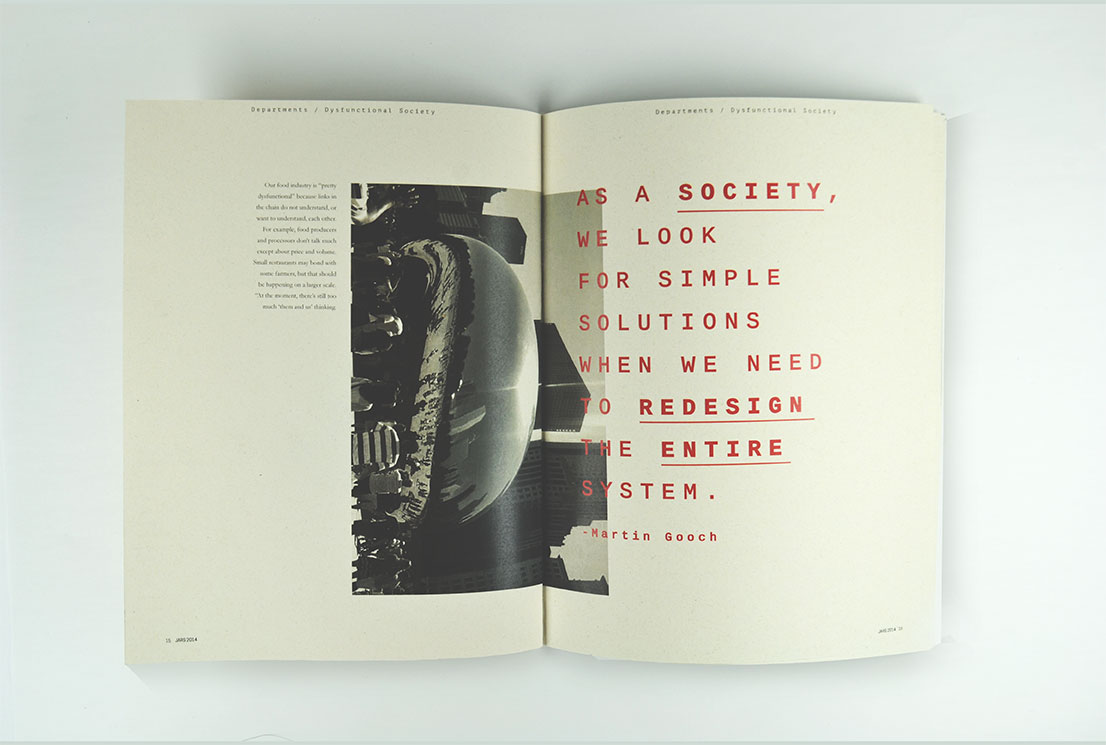 Departments / Dysfunctional Society
Our food industry is "pretty
dysfunctional" because links in
the chain do not understand, or
want to understand, each other.
For example, food producers
and processors don't talk much
except about price and volume.
Small restaurants may bond with
some farmers, but that should
be happening on a larger scale.
"At the moment, there's still too
much 'them and us' thinking.
JARS 2014
Departments / Dysfunctional Society
AS A SOCIETY,
WE LOOK
FOR SIMPLE
SOLUTIONS
WHEN WE NEED
TO REDESIGN
THE ENTIRE
SYSTEM.
-Martin Gooch
JARS 2014